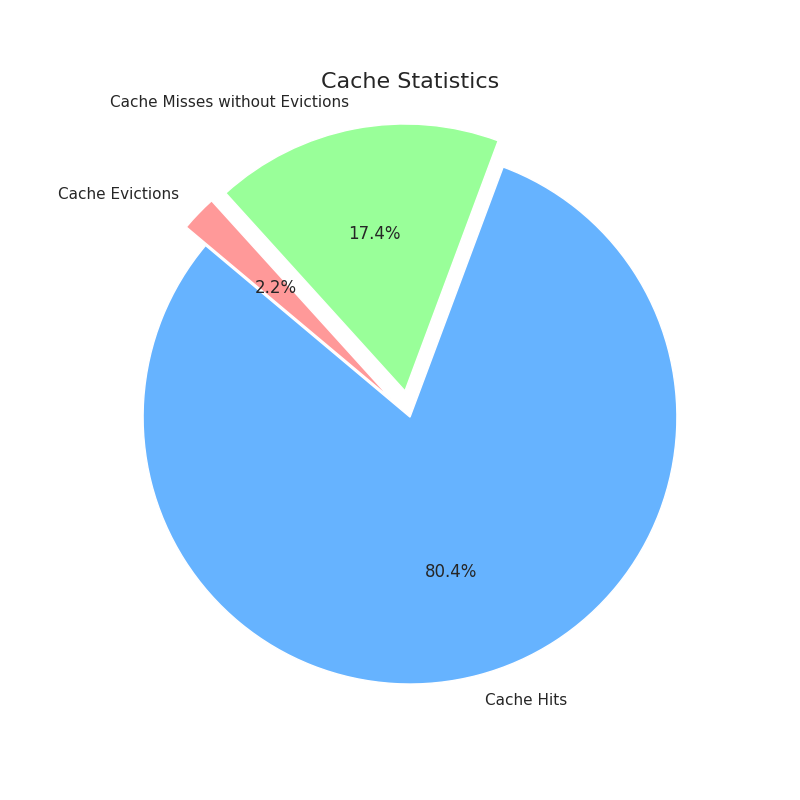 Cache Statistics
Cache Misses without Evictions
Cache Evictions
17.4%
2.2%
80.4%
Cache Hits